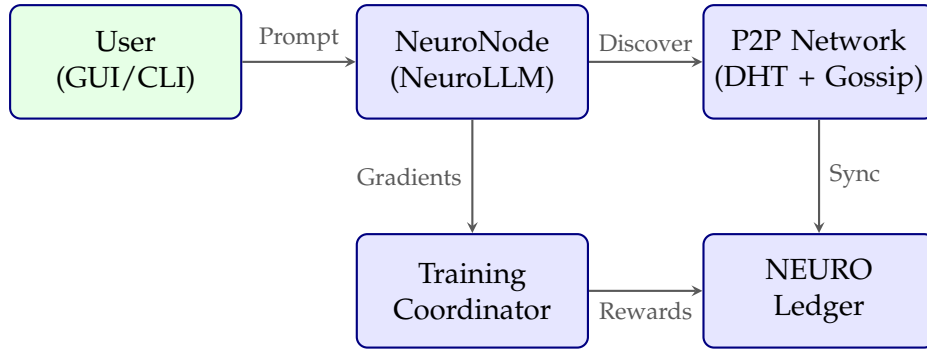 User
(GUI/CLI)
Prompt
NeuroNode
(NeuroLLM)
Discover
P2P Network
(DHT + Gossip)
Gradients
Sync
Training
Coordinator
Rewards
NEURO
Ledger